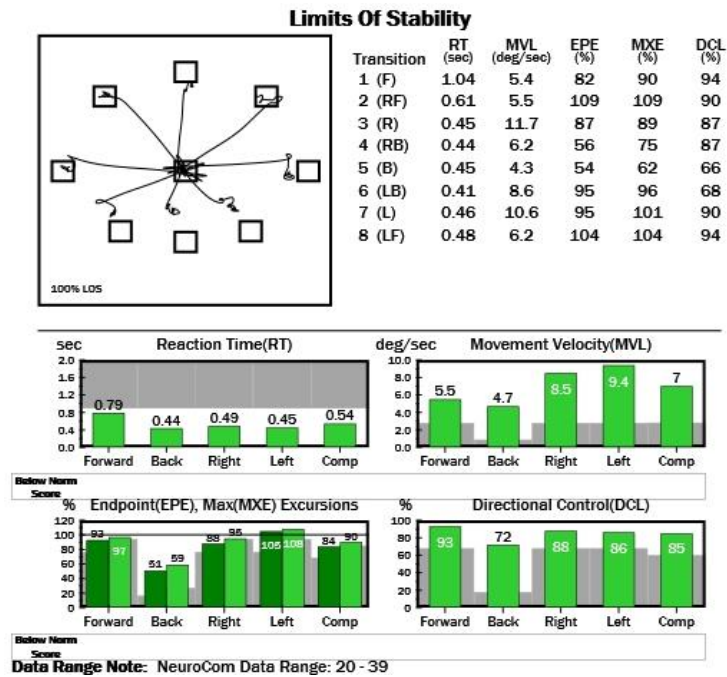 Limits Of Stability
Transition RT (sec) MVL (deg/sec) EPE (%) MXE (%) DCL (%)
1 (F) 1.04 5.4 82 90 94
2 (RF) 0.61 5.5 109 109 90
3 (R) 0.45 11.7 87 89 87
4 (RB) 0.44 6.2 56 75 87
5 (B) 0.45 4.3 54 62 66
6 (LB) 0.41 8.6 95 96 68
7 (L) 0.46 10.6 95 101 90
8 (LF) 0.48 6.2 104 104 94
100% LOS
sec Reaction Time(RT)
2.0
1.6
1.2
0.8
0.4
0.0
0.79 0.44 0.49 0.45 0.54
Forward Back Right Left Comp
deg/sec Movement Velocity(MVL)
10.0
8.0
6.0
4.0
2.0
0.0
5.5 4.7 8.5 9.4 7
Forward Back Right Left Comp
Below Norm
Score
% Endpoint(EPE), Max(MXE) Excursions
120
100
80
60
40
20
0
93 97 51 59 88 95 105 108 84 90
Forward Back Right Left Comp
% Directional Control(DCL)
100
80
60
40
20
0
93 72 88 86 85
Forward Back Right Left Comp
Below Norm
Score
Data Range Note: NeuroCom Data Range: 20 - 39